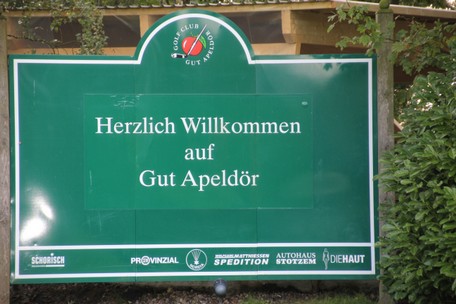 GOLFCLUB
GUT APELDÖR
Herzlich Willkommen
auf
Gut Apeldör
SCHORISCH
PROVINZIAL
SPEDITION
AUTOHAUS
STOTZEM
DIEHAUT